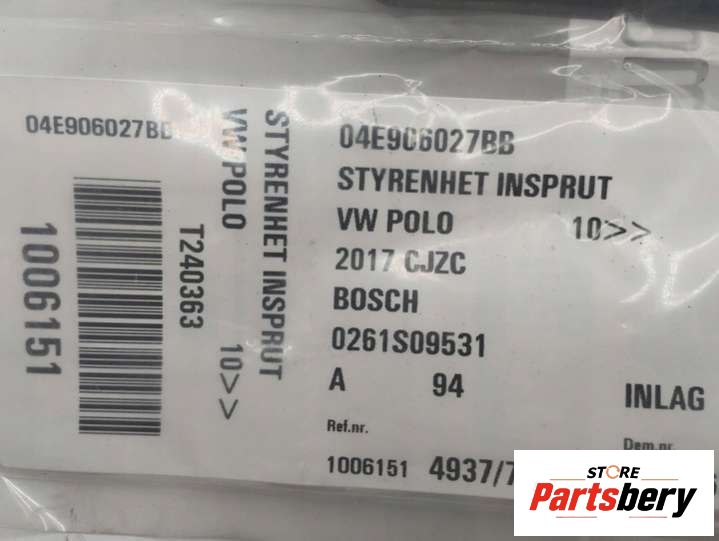 04E906027BB
1006151
T240363
VW POLO 10>>
STYRENHET INSPRUT
04E906027BB
STYRENHET INSPRUT
VW POLO 10>>
2017 CJZC
BOSCH
0261S09531
A 94
INLAG
Ref.nr.
Dem.nr.
1006151 4937/7
STORE
Partsbery